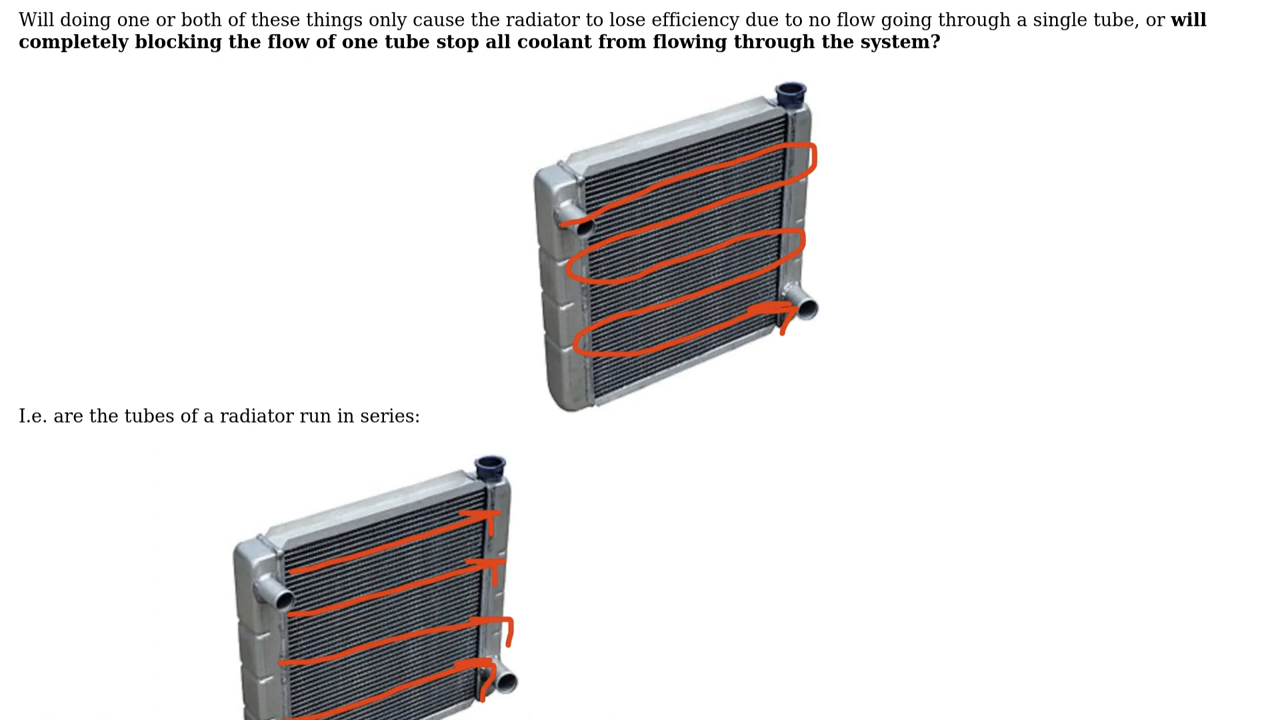 Will doing one or both of these things only cause the radiator to lose efficiency due to no flow going through a single tube, or will
completely blocking the flow of one tube stop all coolant from flowing through the system?
I.e. are the tubes of a radiator run in series: